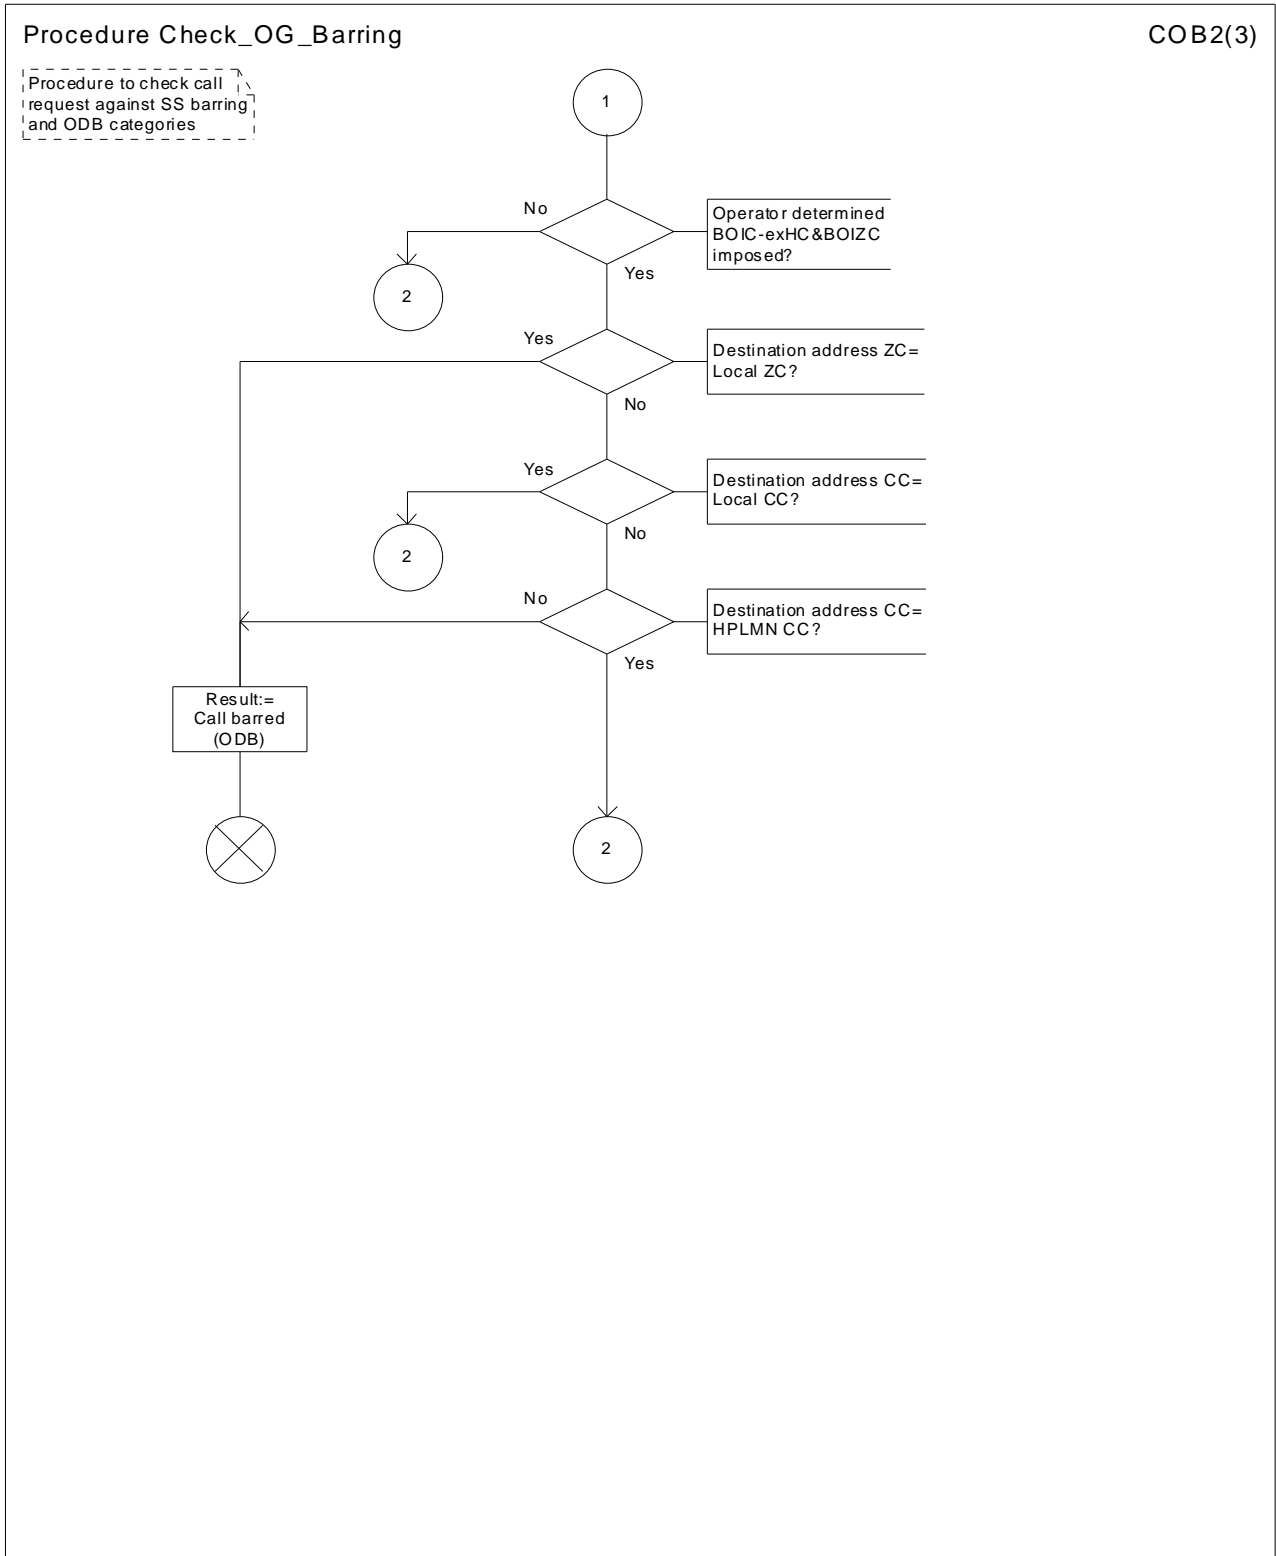 Procedure Check_OG_Barring
COB2(3)
Procedure to check call
request against SS barring
and ODB categories
1
No
Operator determined
BOIC-exHC&BOIZC
imposed?
Yes
2
Yes
Destination address ZC=
Local ZC?
No
Yes
Destination address CC=
Local CC?
No
2
No
Destination address CC=
HPLMN CC?
Yes
Result:=
Call barred
(ODB)
2